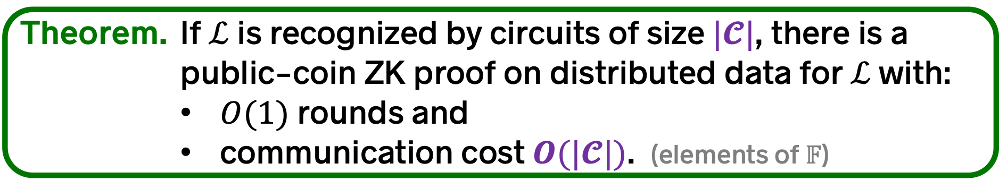 Theorem. If ℒ is recognized by circuits of size |𝓒|, there is a
public-coin ZK proof on distributed data for ℒ with:
• O(1) rounds and
• communication cost O(|𝓒|). (elements of 𝔽)